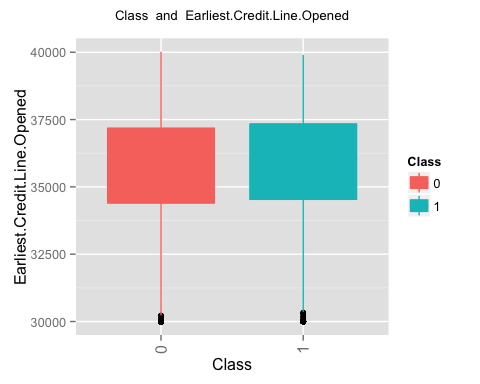 Class and Earliest.Credit.Line.Opened
40000
37500
35000
32500
30000
Earliest.Credit.Line.Opened
0
1
Class
Class
0
1